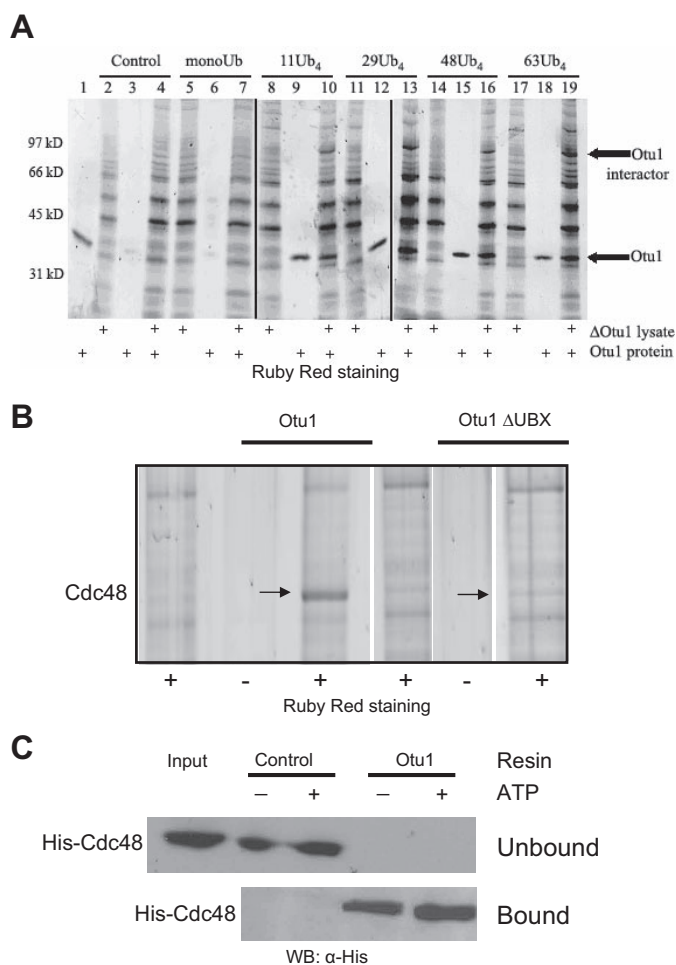 A
Control monoUb 11Ub4 29Ub4 48Ub4 63Ub4
1 2 3 4 5 6 7 8 9 10 11 12 13 14 15 16 17 18 19
97 kD
66 kD
45 kD
31 kD
Otu1
interactor
Otu1
+ + + + + + + + + + + + ΔOtu1 lysate
+ + + + + + + + + + + + + Otu1 protein
Ruby Red staining
B
Otu1 Otu1 ΔUBX
Cdc48
+ - + + - +
Ruby Red staining
C
Input Control Otu1 Resin
– + – + ATP
His-Cdc48 Unbound
His-Cdc48 Bound
WB: α-His